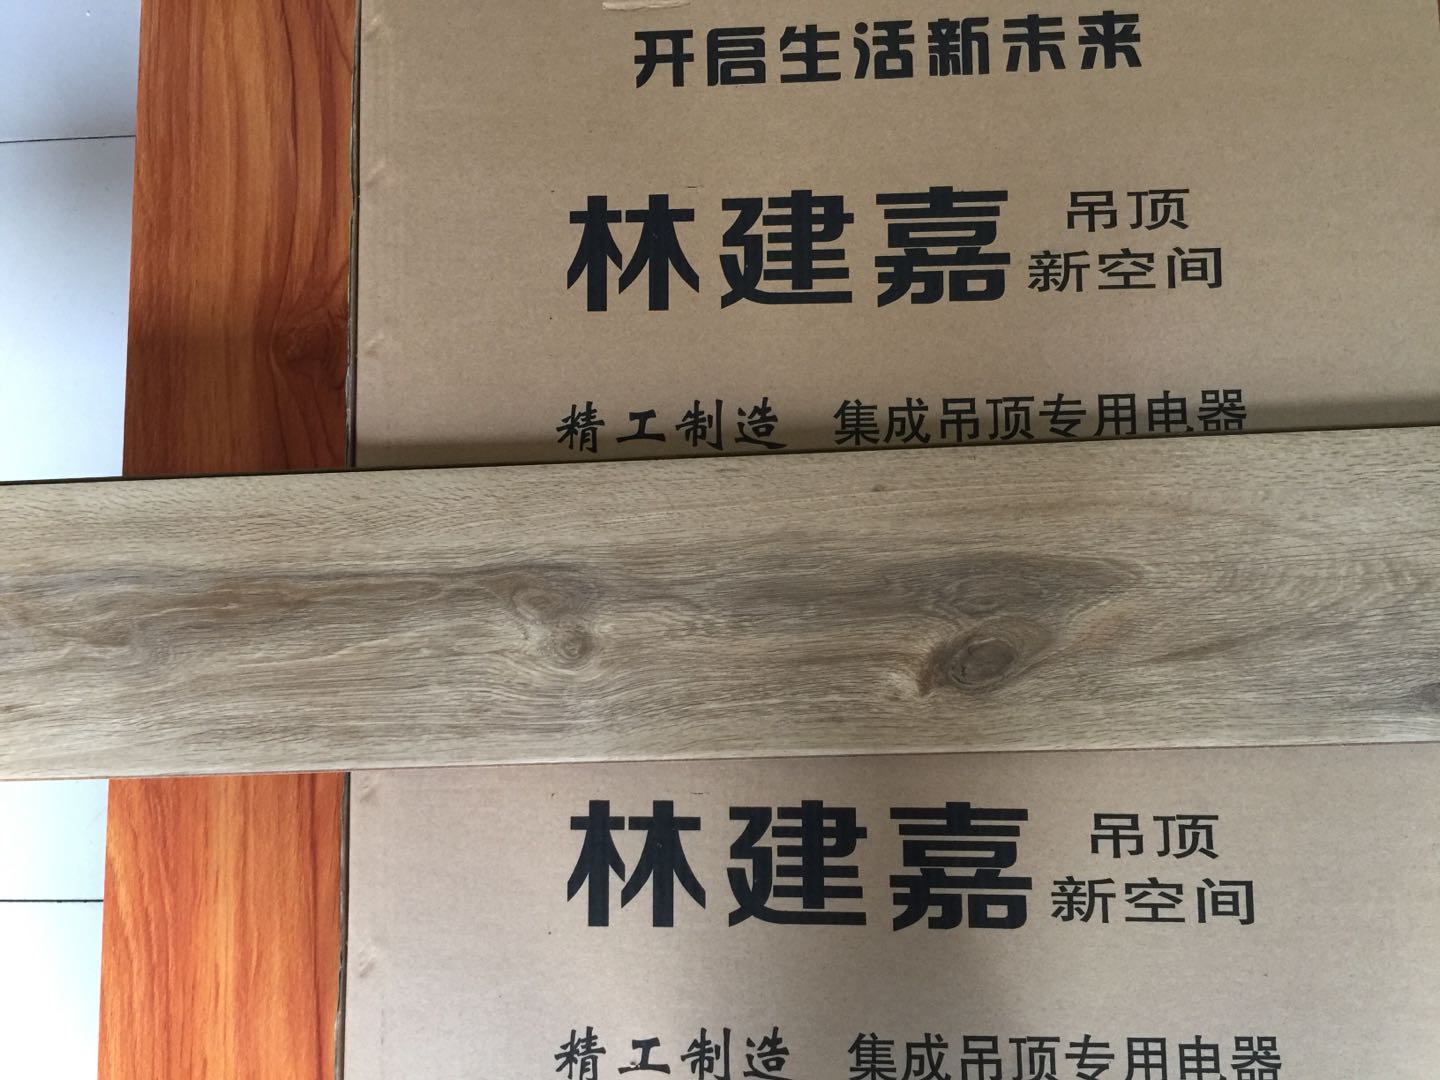 开启生活新未来
林建嘉 吊顶
新空间
精工制造 集成吊顶专用电器
林建嘉 吊顶
新空间
精工制造 集成吊顶专用电器